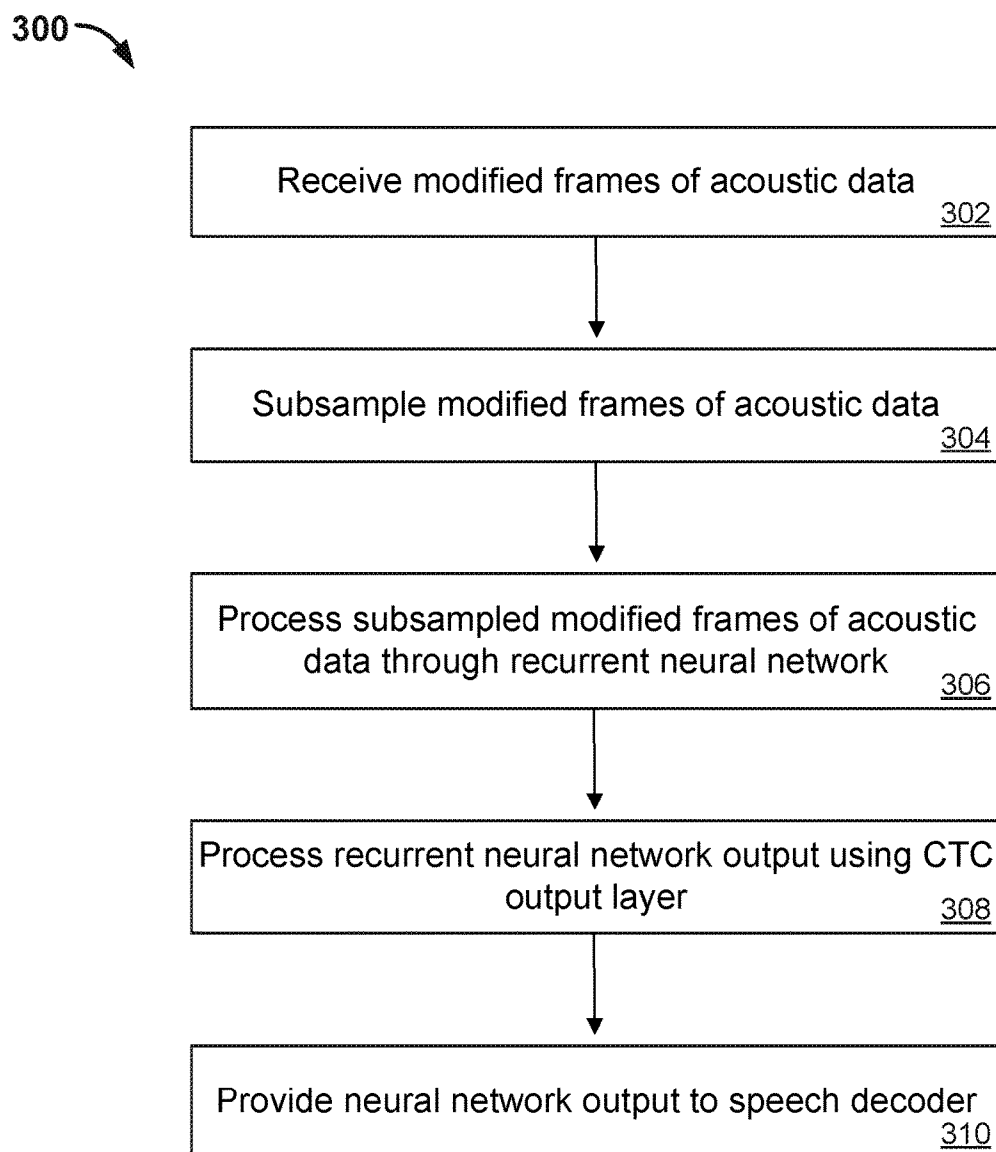 300
Receive modified frames of acoustic data
302
Subsample modified frames of acoustic data
304
Process subsampled modified frames of acoustic
data through recurrent neural network
306
Process recurrent neural network output using CTC
output layer
308
Provide neural network output to speech decoder
310